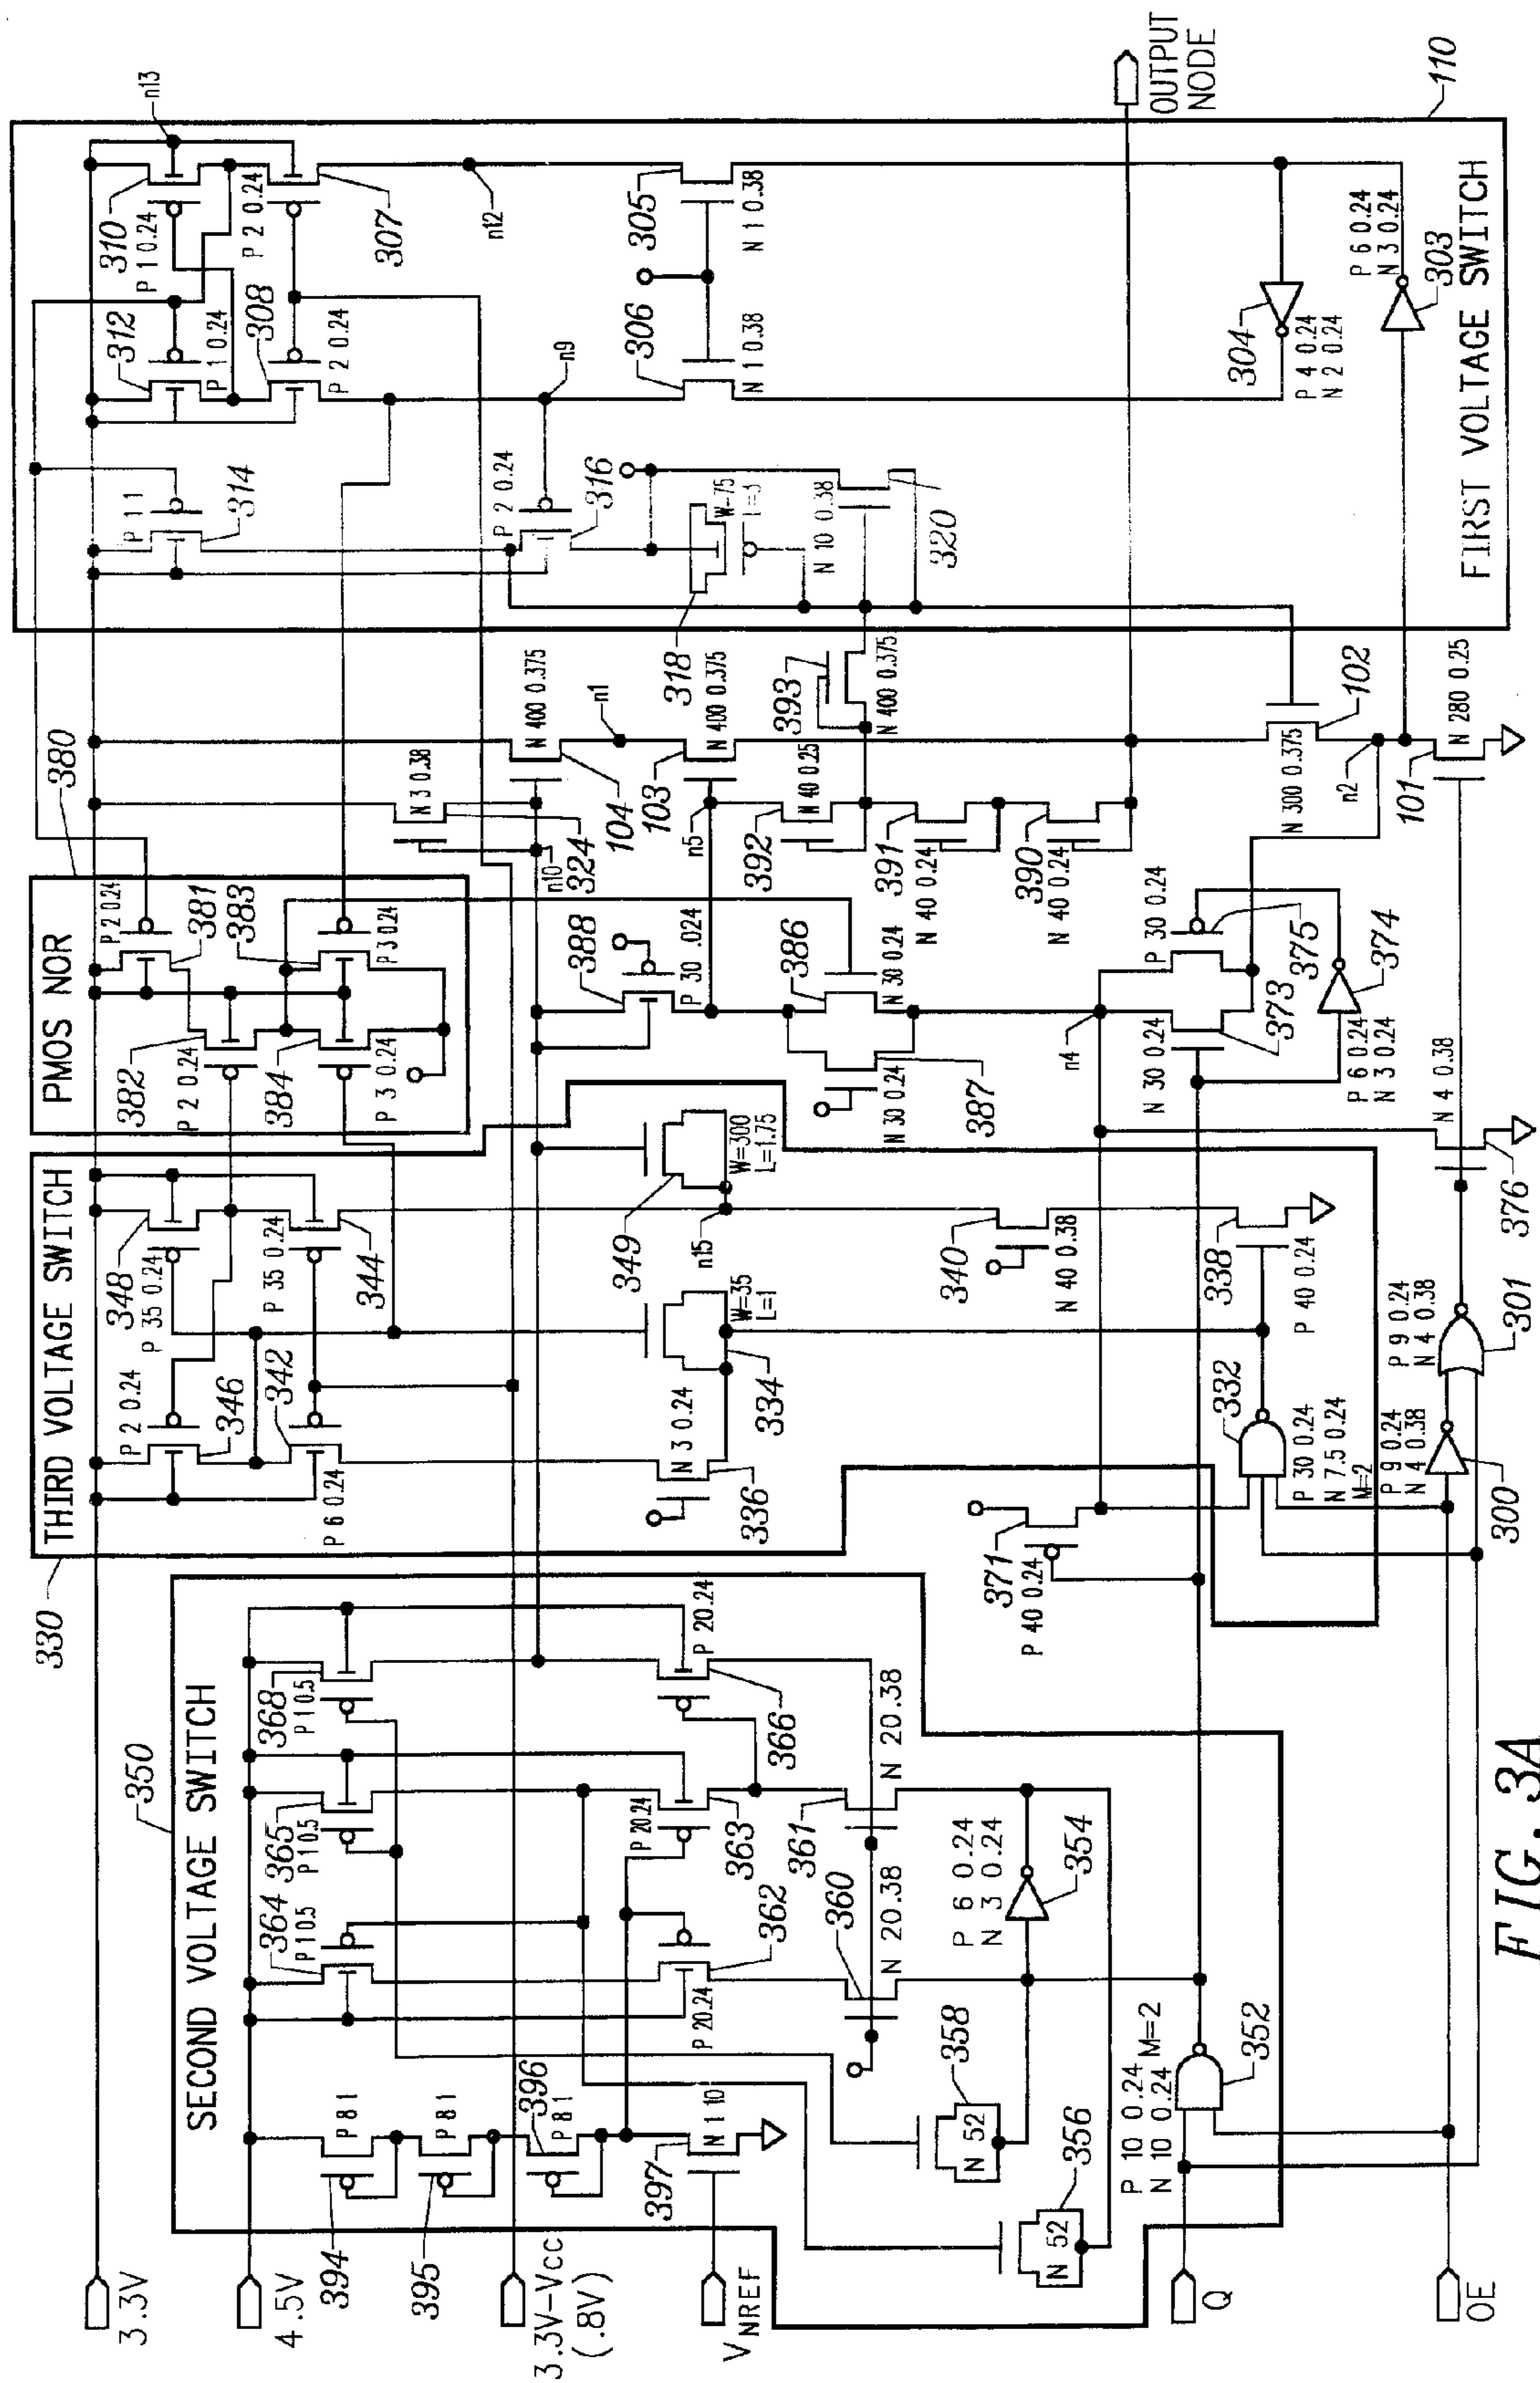 FIRST VOLTAGE SWITCH
110
n13
310
P 1 0.24
P 2 0.24
307
n12
312
P 1 0.24
308
P 2 0.24
n9
305
N 1 0.38
306
N 1 0.38
304
P 4 0.24
N 2 0.24
P 6 0.24
N 3 0.24
303
P 1 1
314
P 2 0.24
316
W=75
L=3
318
N 10 0.38
320
OUTPUT
NODE
393
N 400 0.375
N 400 0.375
104
n1
N 400 0.375
103
N 3 0.38
324
n10
n5
N 40 0.25
392
391
N 40 0.24
390
N 40 0.24
N 300 0.375
102
n2
N 280 0.25
101
380
PMOS NOR
P 2 0.24
381
383
P 3 0.24
382
P 2 0.24
384
P 3 0.24
388
P 30 .024
386
N 30 0.24
387
N 30 0.24
n4
P 30 0.24
375
N 30 0.24
373
374
P 6 0.24
N 3 0.24
N 4 0.38
376
330
THIRD VOLTAGE SWITCH
348
P 35 0.24
P 35 0.24
344
P 2 0.24
346
342
P 6 0.24
W=300
L=1.75
349
n15
W=35
L=1
334
N 3 0.24
336
340
N 40 0.38
338
P 40 0.24
332
P 30 0.24
N 7.5 0.24
M=2
371
P 40 0.24
P 9 0.24
N 4 0.38
301
P 9 0.24
N 4 0.38
300
350
SECOND VOLTAGE SWITCH
368
P 1 0.5
365
P 1 0.5
364
P 1 0.5
P 20.24
366
P 20.24
363
P 20.24
362
361
N 20.38
360
N 20.38
P 6 0.24
N 3 0.24
354
358
N 52
356
N 52
P 10 0.24
N 10 0.24
M=2
352
P 8 1
394
P 8 1
395
396
P 8 1
397
N 1 10
3.3V
4.5V
3.3V-VCC
(.8V)
VNREF
Q
OE
FIG. 3A